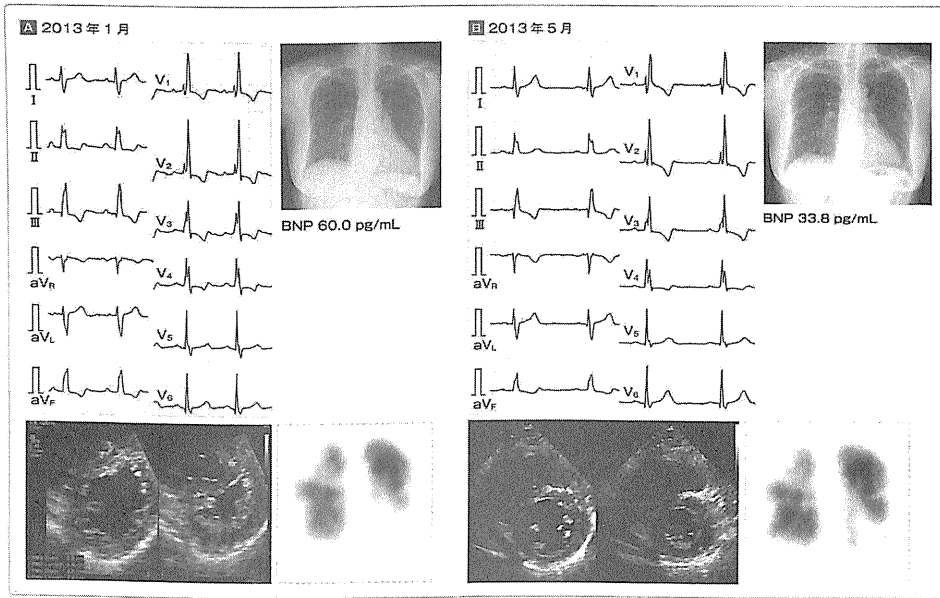 A 2013年1月
I
II
III
aVR
aVL
aVF
V1
V2
V3
V4
V5
V6
BNP 60.0 pg/mL
B 2013年5月
I
II
III
aVR
aVL
aVF
V1
V2
V3
V4
V5
V6
BNP 33.8 pg/mL